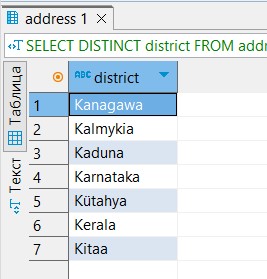 address 1
SELECT DISTINCT district FROM addr
Таблица
Текст
ABC district
1 Kanagawa
2 Kalmykia
3 Kaduna
4 Karnataka
5 Kütahya
6 Kerala
7 Kitaa